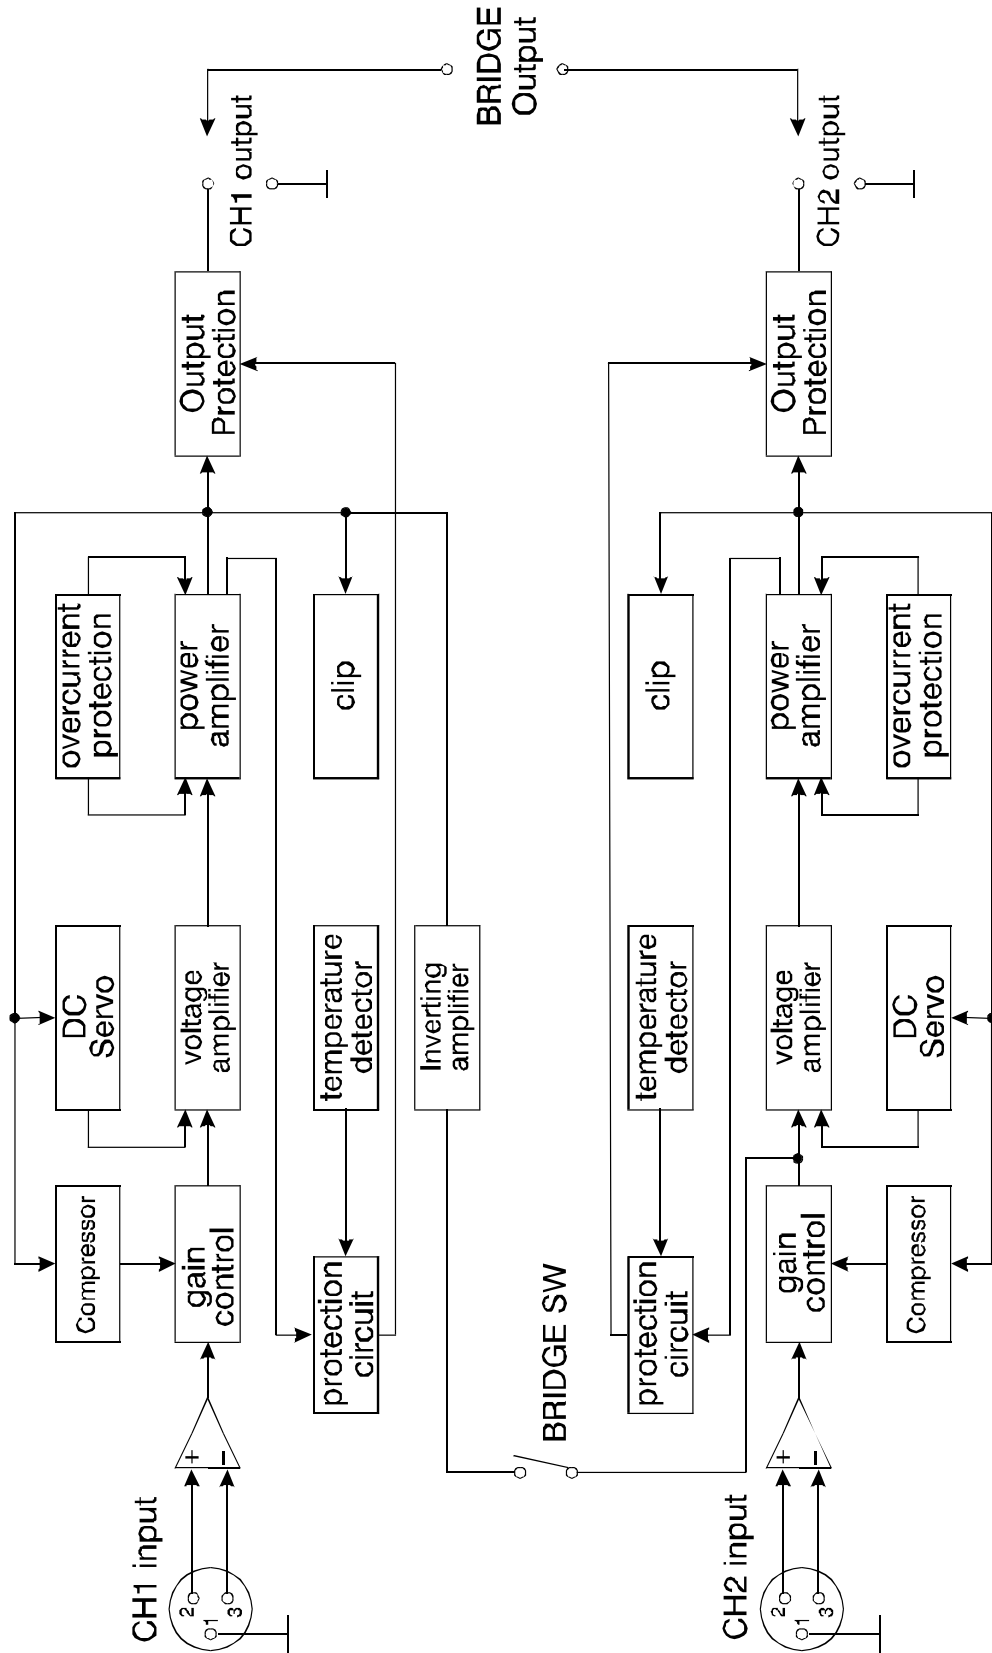 CH1 input
2
1
3
+
−
Compressor
gain
control
DC
Servo
voltage
amplifier
overcurrent
protection
power
amplifier
Output
Protection
CH1 output
protection
circuit
temperature
detector
clip
Inverting
amplifier
BRIDGE SW
BRIDGE
Output
protection
circuit
temperature
detector
clip
CH2 input
2
1
3
+
−
gain
control
voltage
amplifier
power
amplifier
Output
Protection
CH2 output
Compressor
DC
Servo
overcurrent
protection